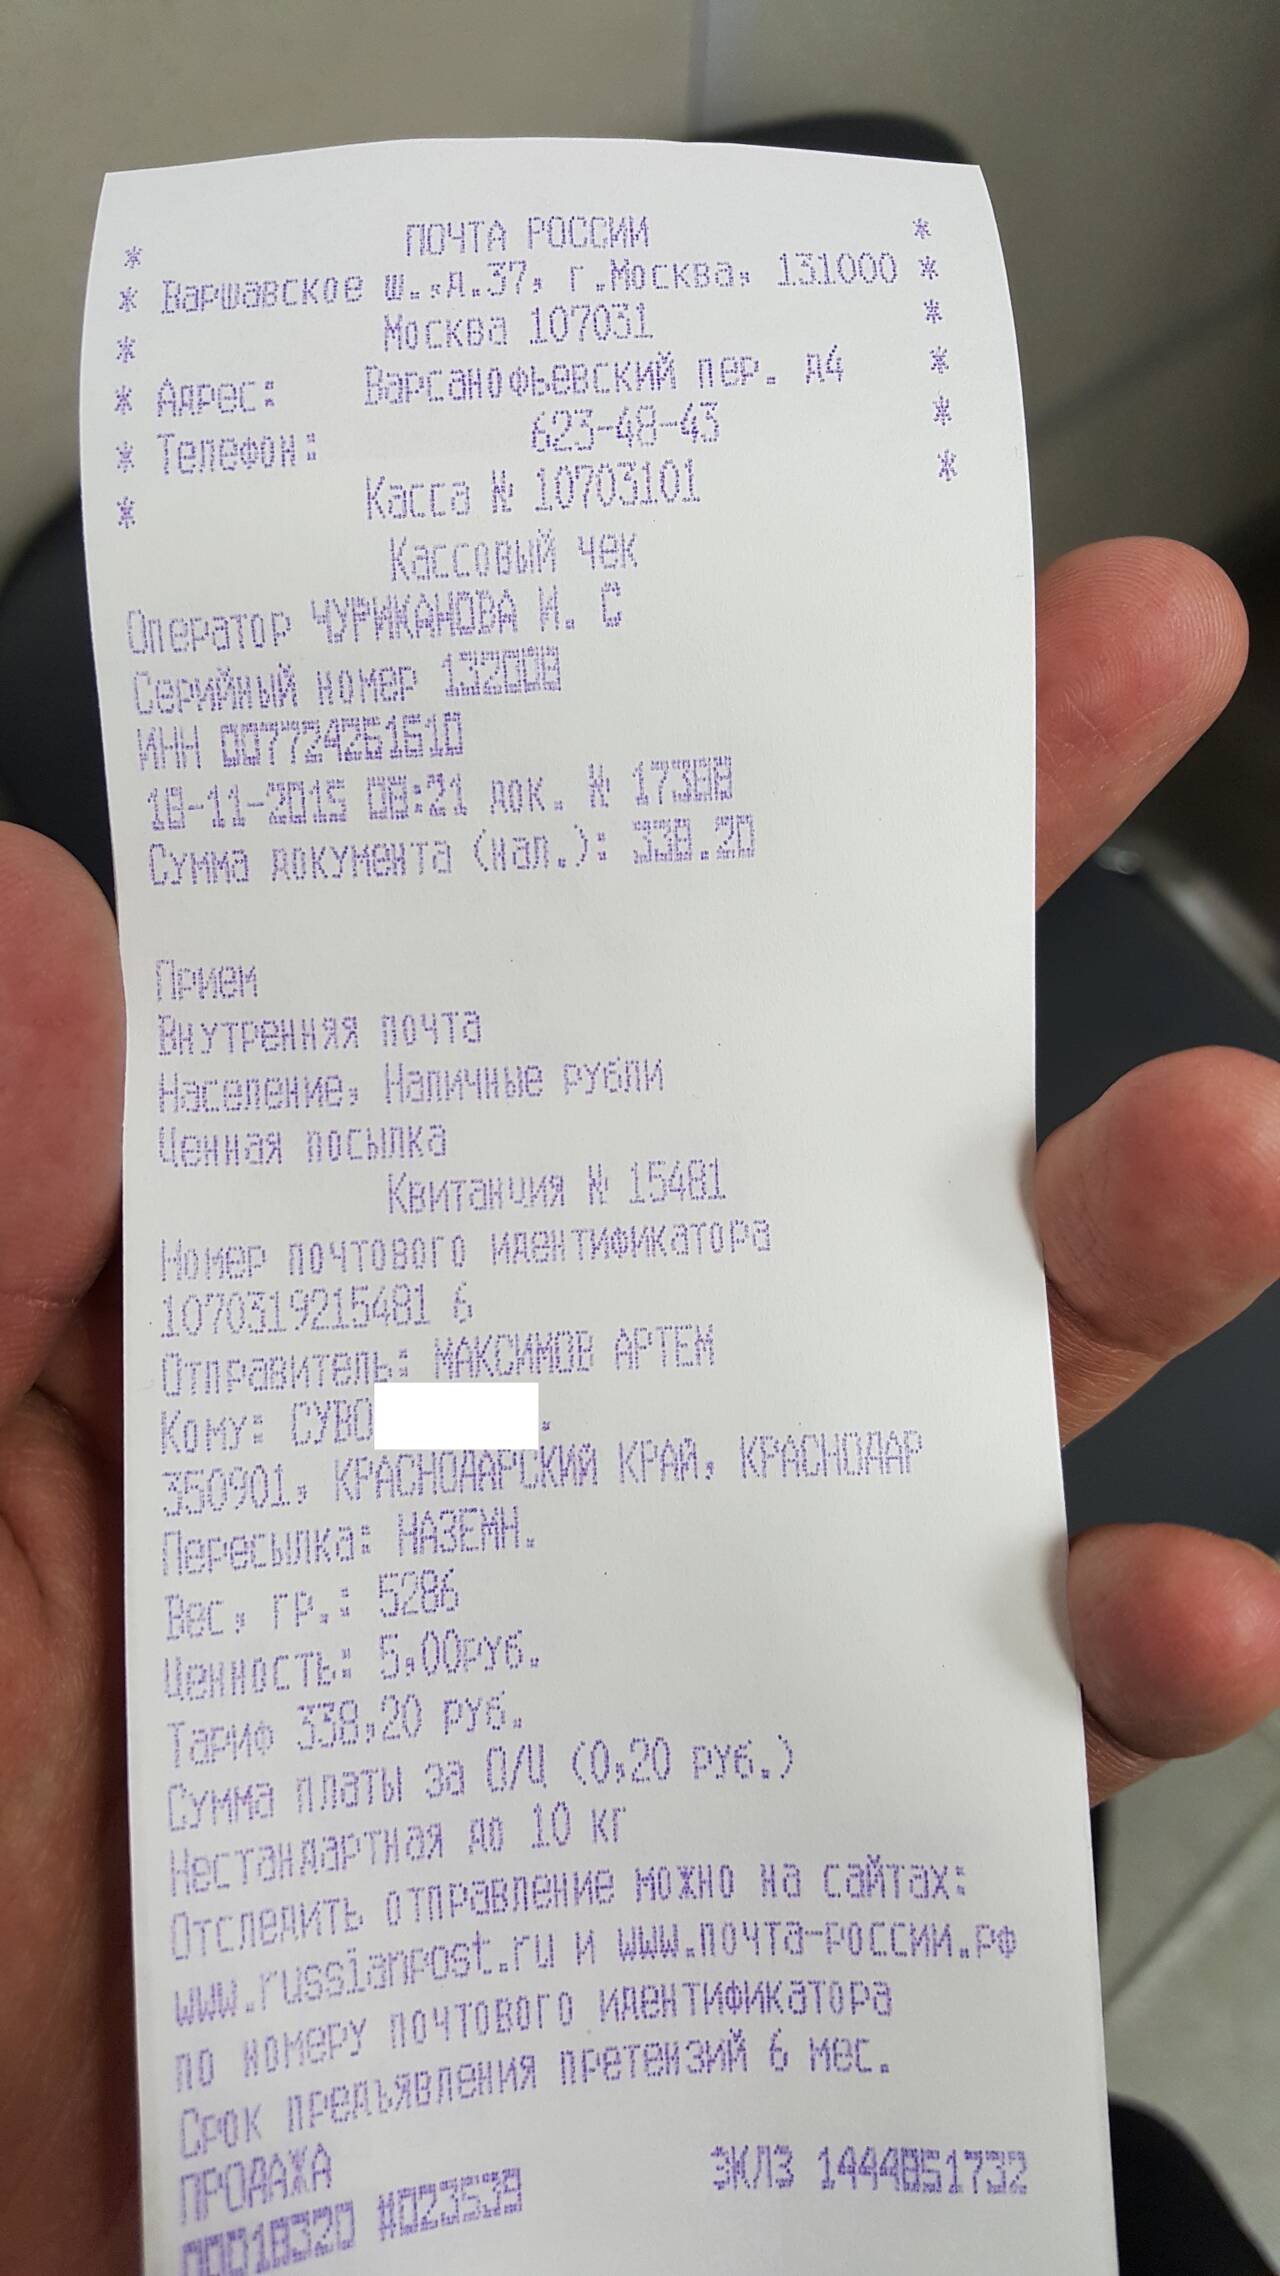 * ПОЧТА РОССИИ *
* Варшавское ш.,д.37, г.Москва, 131000 *
* Москва 107031 *
* Адрес: Варсанофьевский пер. д4 *
* Телефон: 623-48-43 *
* Касса № 10703101 *
Кассовый чек
Оператор ЧУРИКАНОВА И. С
Серийный номер 132008
ИНН 007724261610
18-11-2015 08:21 док. № 17388
Сумма документа (нал.): 338.20
Прием
Внутренняя почта
Население, Наличные рубли
Ценная посылка
Квитанция № 15481
Номер почтового идентификатора
1070319215481 6
Отправитель: МАКСИМОВ АРТЕМ
Кому: СУВО .
350901, КРАСНОДАРСКИЙ КРАЙ, КРАСНОДАР
Пересылка: НАЗЕМН.
Вес, гр.: 5286
Ценность: 5,00руб.
Тариф 338,20 руб.
Сумма платы за О/Ц (0,20 руб.)
Нестандартная до 10 кг
Отследить отправление можно на сайтах:
www.russianpost.ru и www.почта-россии.рф
по номеру почтового идентификатора
Срок предъявления претензий 6 мес.
ПРОДАЖА ЭКЛЗ 1444851732
00018320 #023539